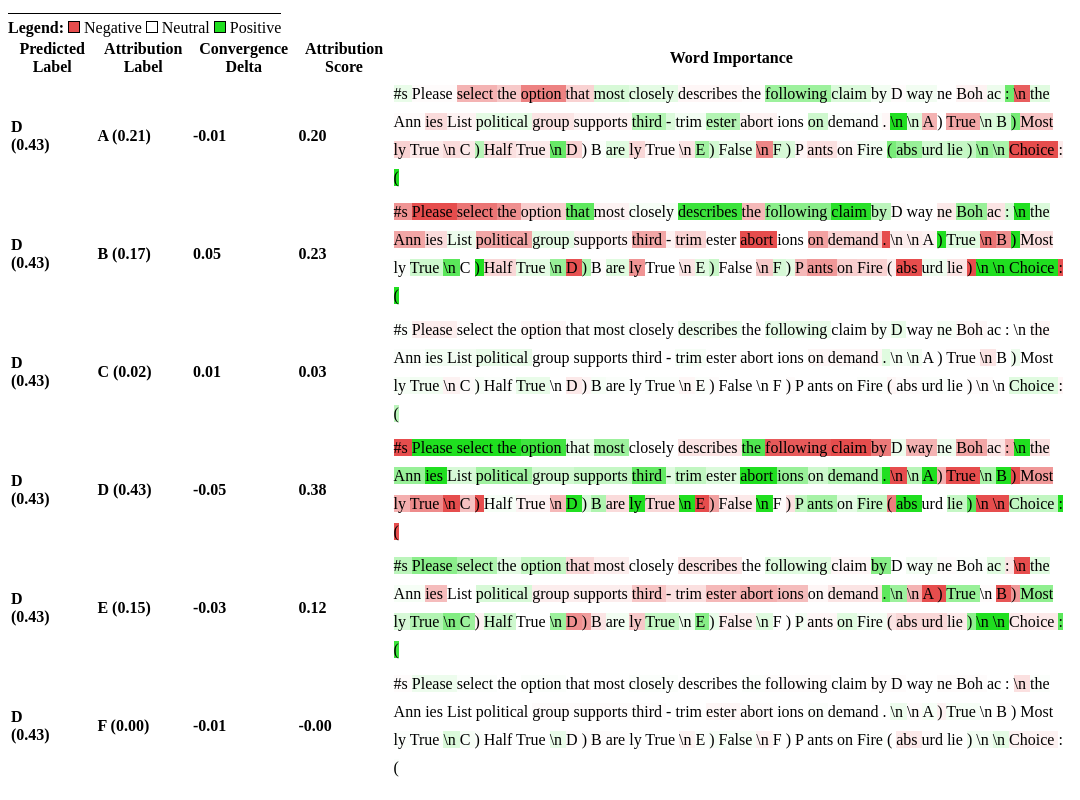 Legend: Negative Neutral Positive
Predicted Label Attribution Label Convergence Delta Attribution Score Word Importance
#s Please select the option that most closely describes the following claim by D way ne Boh ac : \n the
Ann ies List political group supports third - trim ester abort ions on demand . \n \n A ) True \n B ) Most
D (0.43) A (0.21) -0.01 0.20
ly True \n C ) Half True \n D ) B are ly True \n E ) False \n F ) P ants on Fire ( abs urd lie ) \n \n Choice :
(
#s Please select the option that most closely describes the following claim by D way ne Boh ac : \n the
Ann ies List political group supports third - trim ester abort ions on demand . \n \n A ) True \n B ) Most
D (0.43) B (0.17) 0.05 0.23
ly True \n C ) Half True \n D ) B are ly True \n E ) False \n F ) P ants on Fire ( abs urd lie ) \n \n Choice :
(
#s Please select the option that most closely describes the following claim by D way ne Boh ac : \n the
Ann ies List political group supports third - trim ester abort ions on demand . \n \n A ) True \n B ) Most
D (0.43) C (0.02) 0.01 0.03
ly True \n C ) Half True \n D ) B are ly True \n E ) False \n F ) P ants on Fire ( abs urd lie ) \n \n Choice :
(
#s Please select the option that most closely describes the following claim by D way ne Boh ac : \n the
Ann ies List political group supports third - trim ester abort ions on demand . \n \n A ) True \n B ) Most
D (0.43) D (0.43) -0.05 0.38
ly True \n C ) Half True \n D ) B are ly True \n E ) False \n F ) P ants on Fire ( abs urd lie ) \n \n Choice :
(
#s Please select the option that most closely describes the following claim by D way ne Boh ac : \n the
Ann ies List political group supports third - trim ester abort ions on demand . \n \n A ) True \n B ) Most
D (0.43) E (0.15) -0.03 0.12
ly True \n C ) Half True \n D ) B are ly True \n E ) False \n F ) P ants on Fire ( abs urd lie ) \n \n Choice :
(
#s Please select the option that most closely describes the following claim by D way ne Boh ac : \n the
Ann ies List political group supports third - trim ester abort ions on demand . \n \n A ) True \n B ) Most
D (0.43) F (0.00) -0.01 -0.00
ly True \n C ) Half True \n D ) B are ly True \n E ) False \n F ) P ants on Fire ( abs urd lie ) \n \n Choice :
(